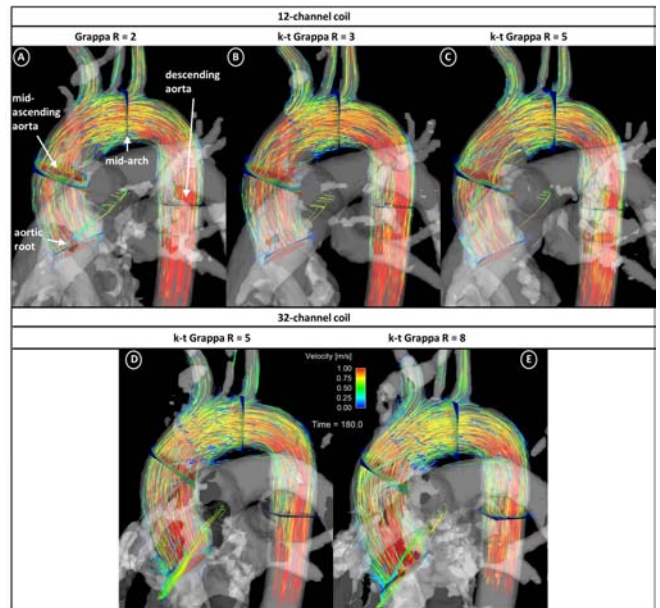 12-channel coil
Grappa R = 2
k-t Grappa R = 3
k-t Grappa R = 5
A
B
C
mid-
ascending
aorta
descending
aorta
mid-arch
aortic
root
32-channel coil
k-t Grappa R = 5
k-t Grappa R = 8
D
Velocity [m/s]
E
1.00
0.75
0.50
0.25
0.00
Time = 180.0